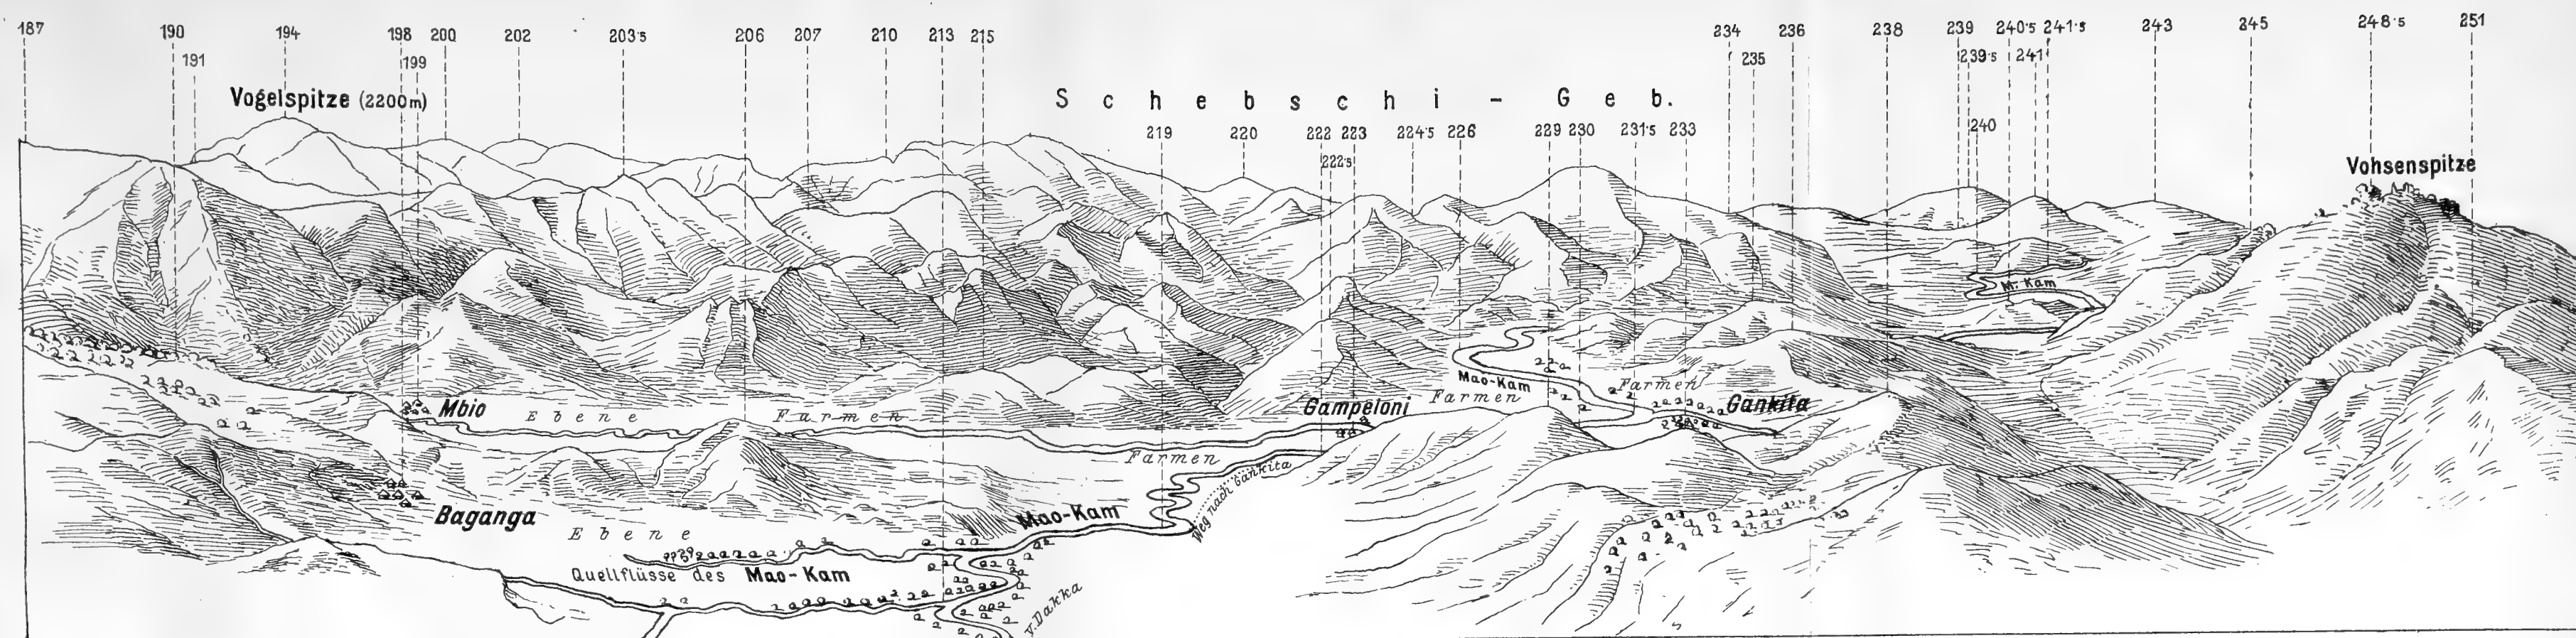 187 190 194 198 200 202 203·5 206 207 210 213 215 234 236 238 239 240·5 241·5 243 245 248·5 251
191 199 235 239·5 241
Vogelspitze (2200m) Schebschi-Geb.
219 220 222 223 224·5 226 229 230 231·5 233 240
222·5 Vohsenspitze
M. Kam
Mao-Kam Farmen
Farmen
Mbio Ebene Farmen Gampeloni Gankita
Farmen
Weg nach Gankita
Baganga Mao-Kam
Ebene
Quellflüsse des Mao-Kam
v. Dakka